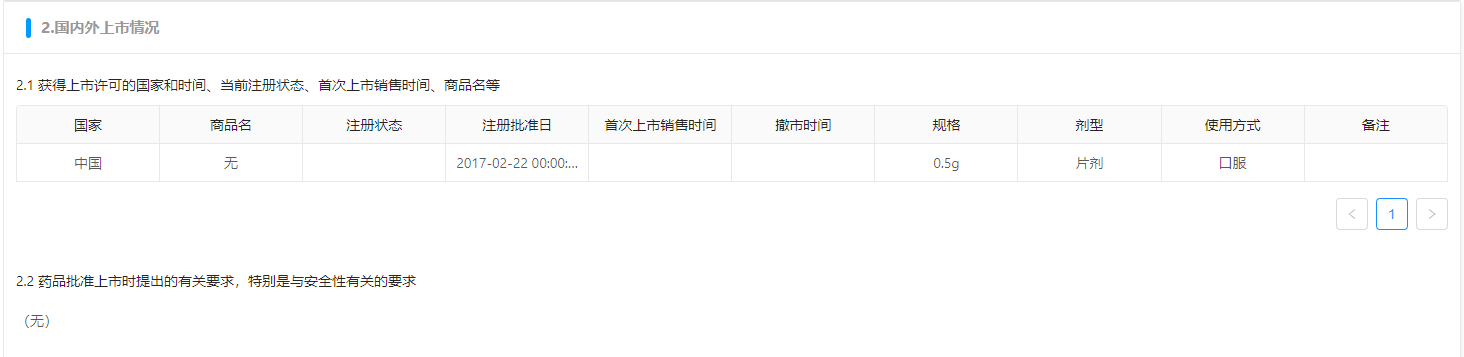 2.国内外上市情况
2.1 获得上市许可的国家和时间、当前注册状态、首次上市销售时间、商品名等
国家 商品名 注册状态 注册批准日 首次上市销售时间 撤市时间 规格 剂型 使用方式 备注
中国 无 2017-02-22 00:00:... 0.5g 片剂 口服
1
2.2 药品批准上市时提出的有关要求，特别是与安全性有关的要求
（无）